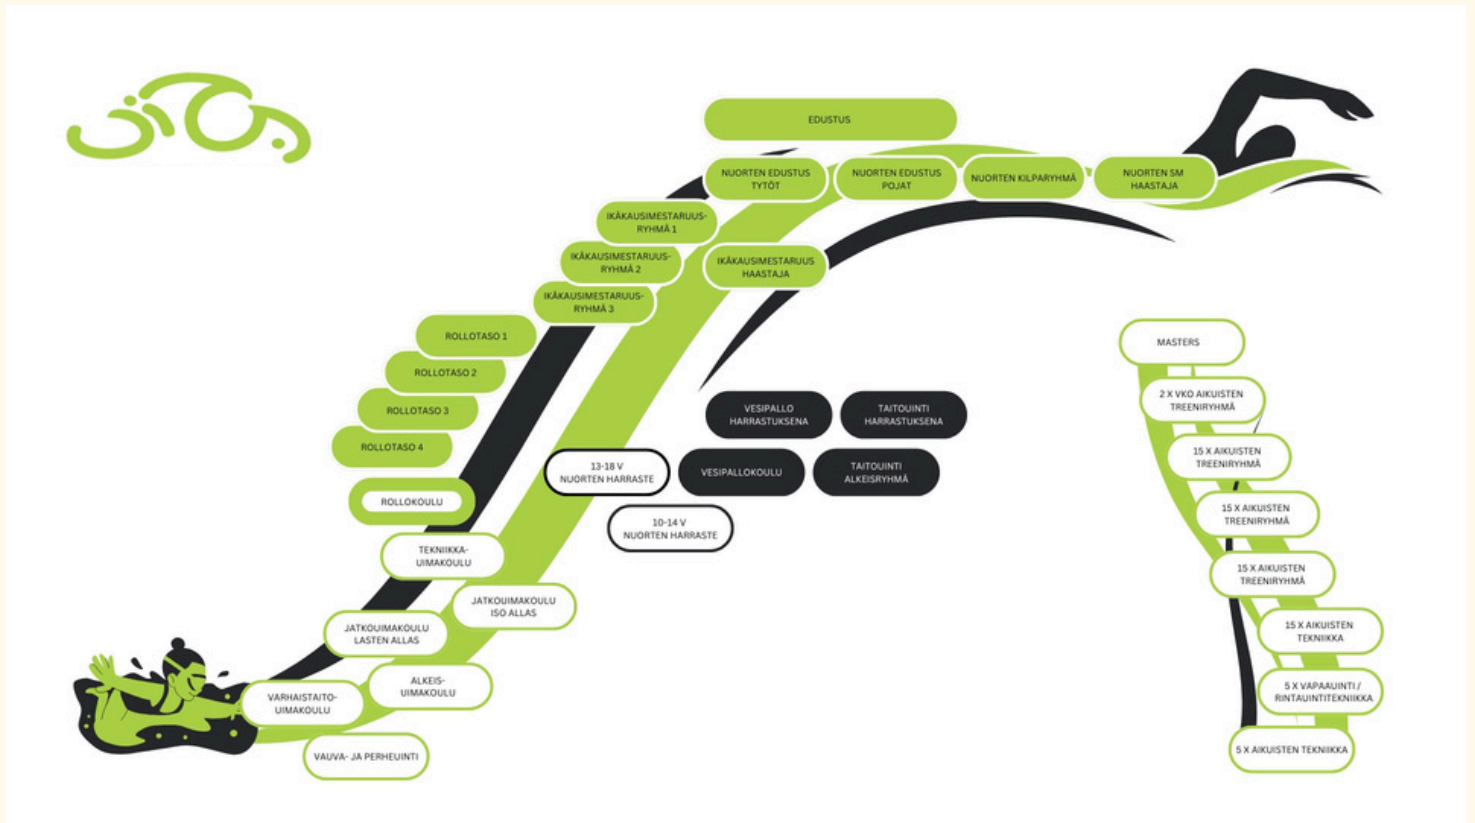 EDUSTUS
NUORTEN EDUSTUS
TYTÖT
NUORTEN EDUSTUS
POJAT
NUORTEN KILPARYHMÄ
NUORTEN SM
HAASTAJA
IKÄKAUSIMESTARUUS-
RYHMÄ 1
IKÄKAUSIMESTARUUS-
RYHMÄ 2
IKÄKAUSIMESTARUUS
HAASTAJA
IKÄKAUSIMESTARUUS-
RYHMÄ 3
ROLLOTASO 1
ROLLOTASO 2
ROLLOTASO 3
ROLLOTASO 4
ROLLOKOULU
TEKNIIKKA-
UIMAKOULU
JATKOUIMAKOULU
ISO ALLAS
JATKOUIMAKOULU
LASTEN ALLAS
ALKEIS-
UIMAKOULU
VARHAISTAITO-
UIMAKOULU
VAUVA- JA PERHEUINTI
VESIPALLO
HARRASTUKSENA
TAITOUINTI
HARRASTUKSENA
13-18 V
NUORTEN HARRASTE
VESIPALLOKOULU
TAITOUINTI
ALKEISRYHMÄ
10-14 V
NUORTEN HARRASTE
MASTERS
2 X VKO AIKUISTEN
TREENIRYHMÄ
15 X AIKUISTEN
TREENIRYHMÄ
15 X AIKUISTEN
TREENIRYHMÄ
15 X AIKUISTEN
TREENIRYHMÄ
15 X AIKUISTEN
TEKNIIKKA
5 X VAPAAUINTI /
RINTAUINTITEKNIIKKA
5 X AIKUISTEN TEKNIIKKA